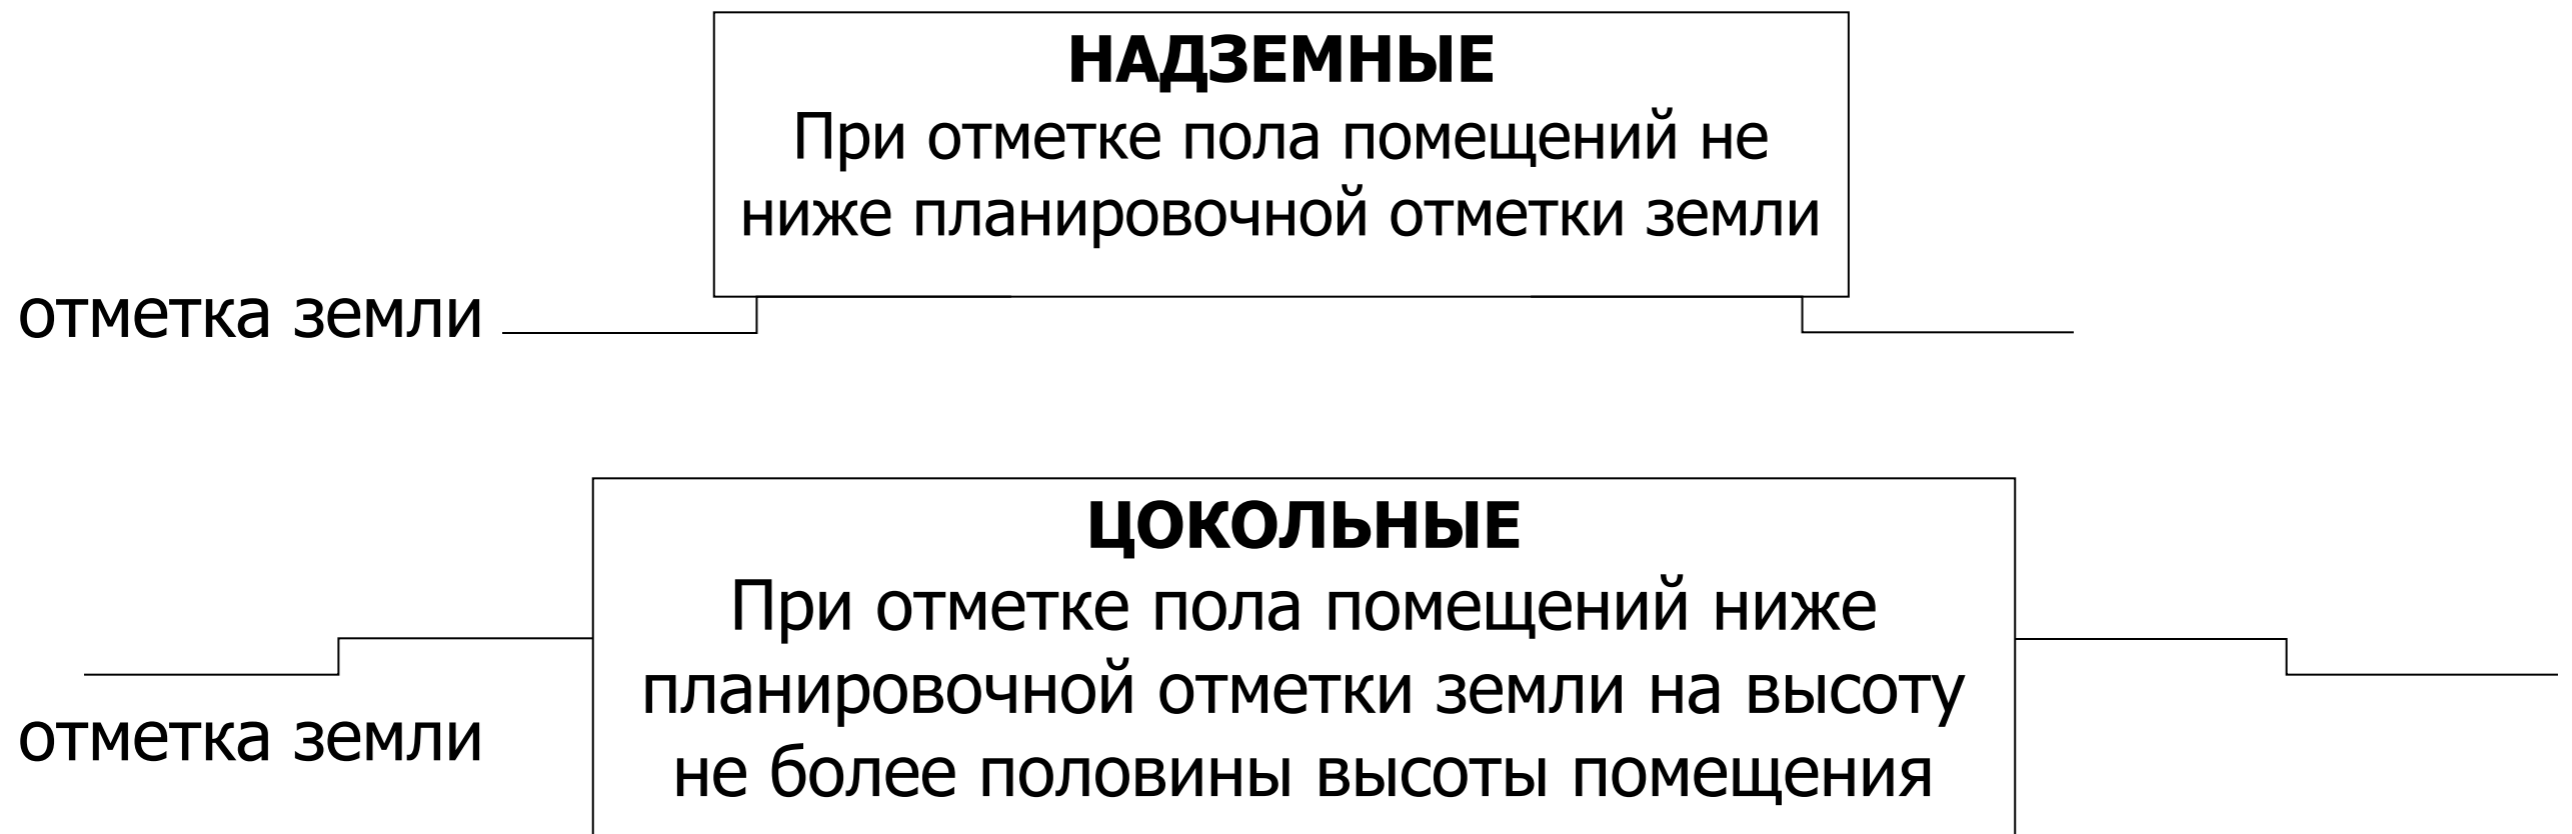 НАДЗЕМНЫЕ
При отметке пола помещений не
ниже планировочной отметки земли
отметка земли
ЦОКОЛЬНЫЕ
При отметке пола помещений ниже
планировочной отметки земли на высоту
не более половины высоты помещения
отметка земли